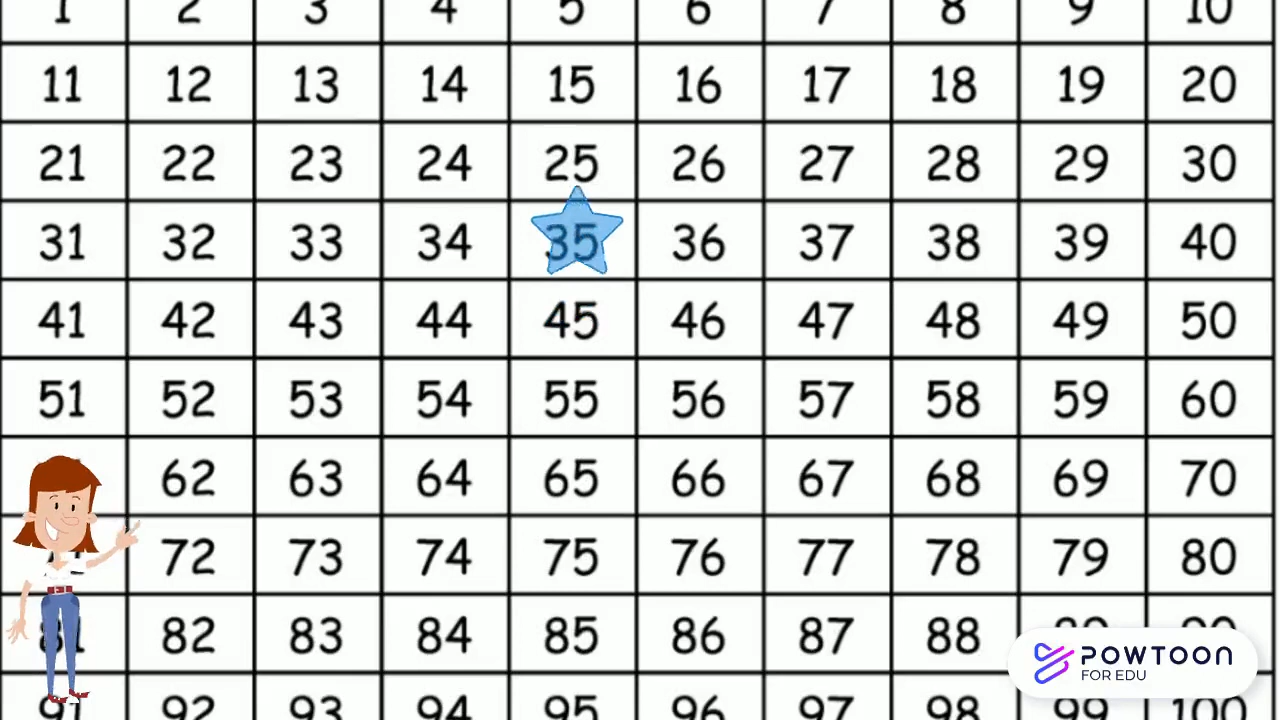 1 2 3 4 5 6 7 8 9 10
11 12 13 14 15 16 17 18 19 20
21 22 23 24 25 26 27 28 29 30
31 32 33 34 35 36 37 38 39 40
41 42 43 44 45 46 47 48 49 50
51 52 53 54 55 56 57 58 59 60
62 63 64 65 66 67 68 69 70
72 73 74 75 76 77 78 79 80
81 82 83 84 85 86 87 88 89 90
91 92 93 94 95 96 97 98 99 100
POWTOON
FOR EDU